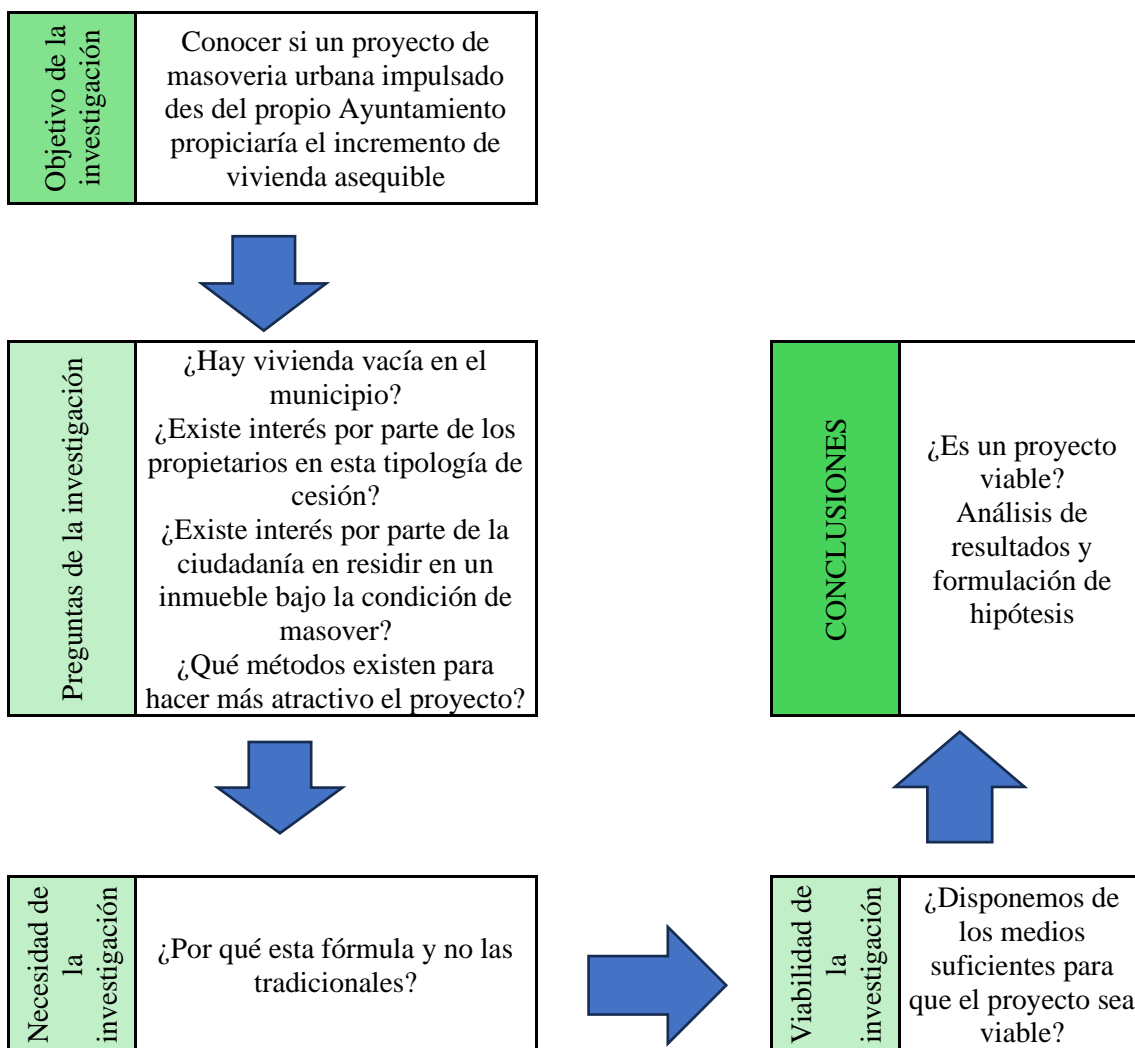 Objetivo de la
investigación
Conocer si un proyecto de
masoveria urbana impulsado
des del propio Ayuntamiento
propiciaría el incremento de
vivienda asequible
Preguntas de la investigación
¿Hay vivienda vacía en el
municipio?
¿Existe interés por parte de los
propietarios en esta tipología de
cesión?
¿Existe interés por parte de la
ciudadanía en residir en un
inmueble bajo la condición de
masover?
¿Qué métodos existen para
hacer más atractivo el proyecto?
Necesidad de
la
investigación
¿Por qué esta fórmula y no las
tradicionales?
Viabilidad de
la
investigación
¿Disponemos de
los medios
suficientes para
que el proyecto sea
viable?
CONCLUSIONES
¿Es un proyecto
viable?
Análisis de
resultados y
formulación de
hipótesis